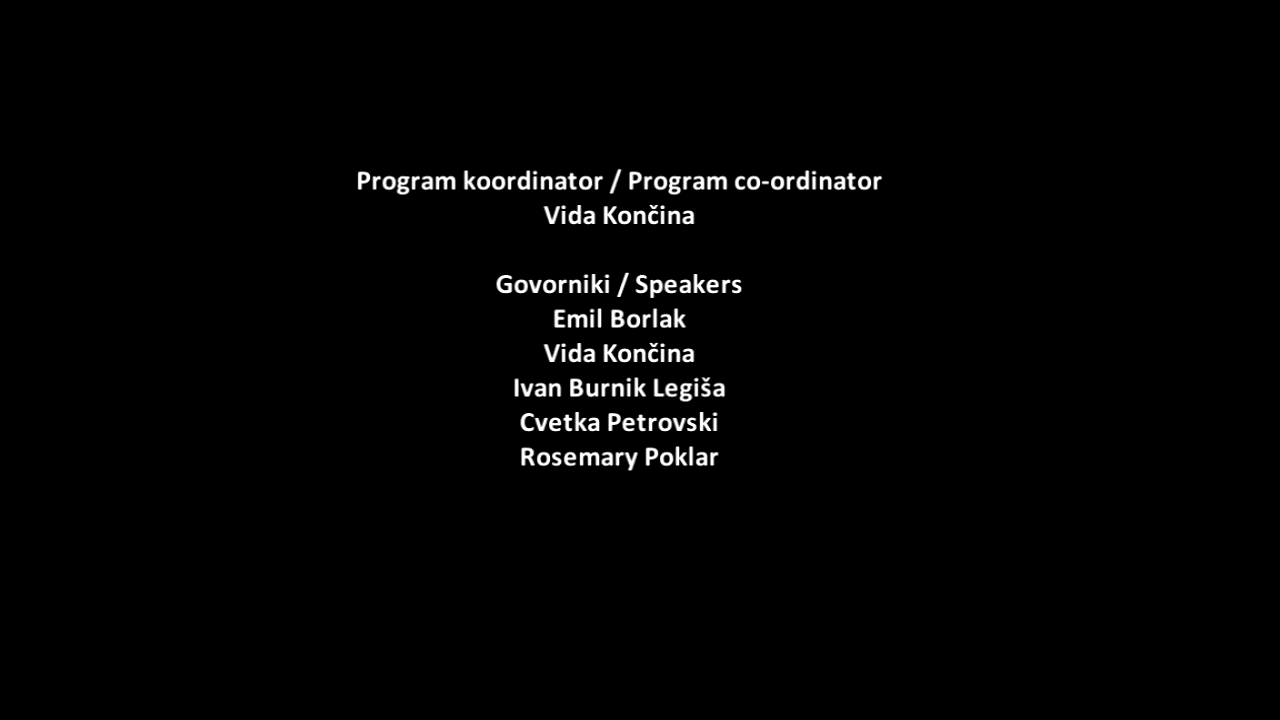 Program koordinator / Program co-ordinator
Vida Končina
Govorniki / Speakers
Emil Borlak
Vida Končina
Ivan Burnik Legiša
Cvetka Petrovski
Rosemary Poklar